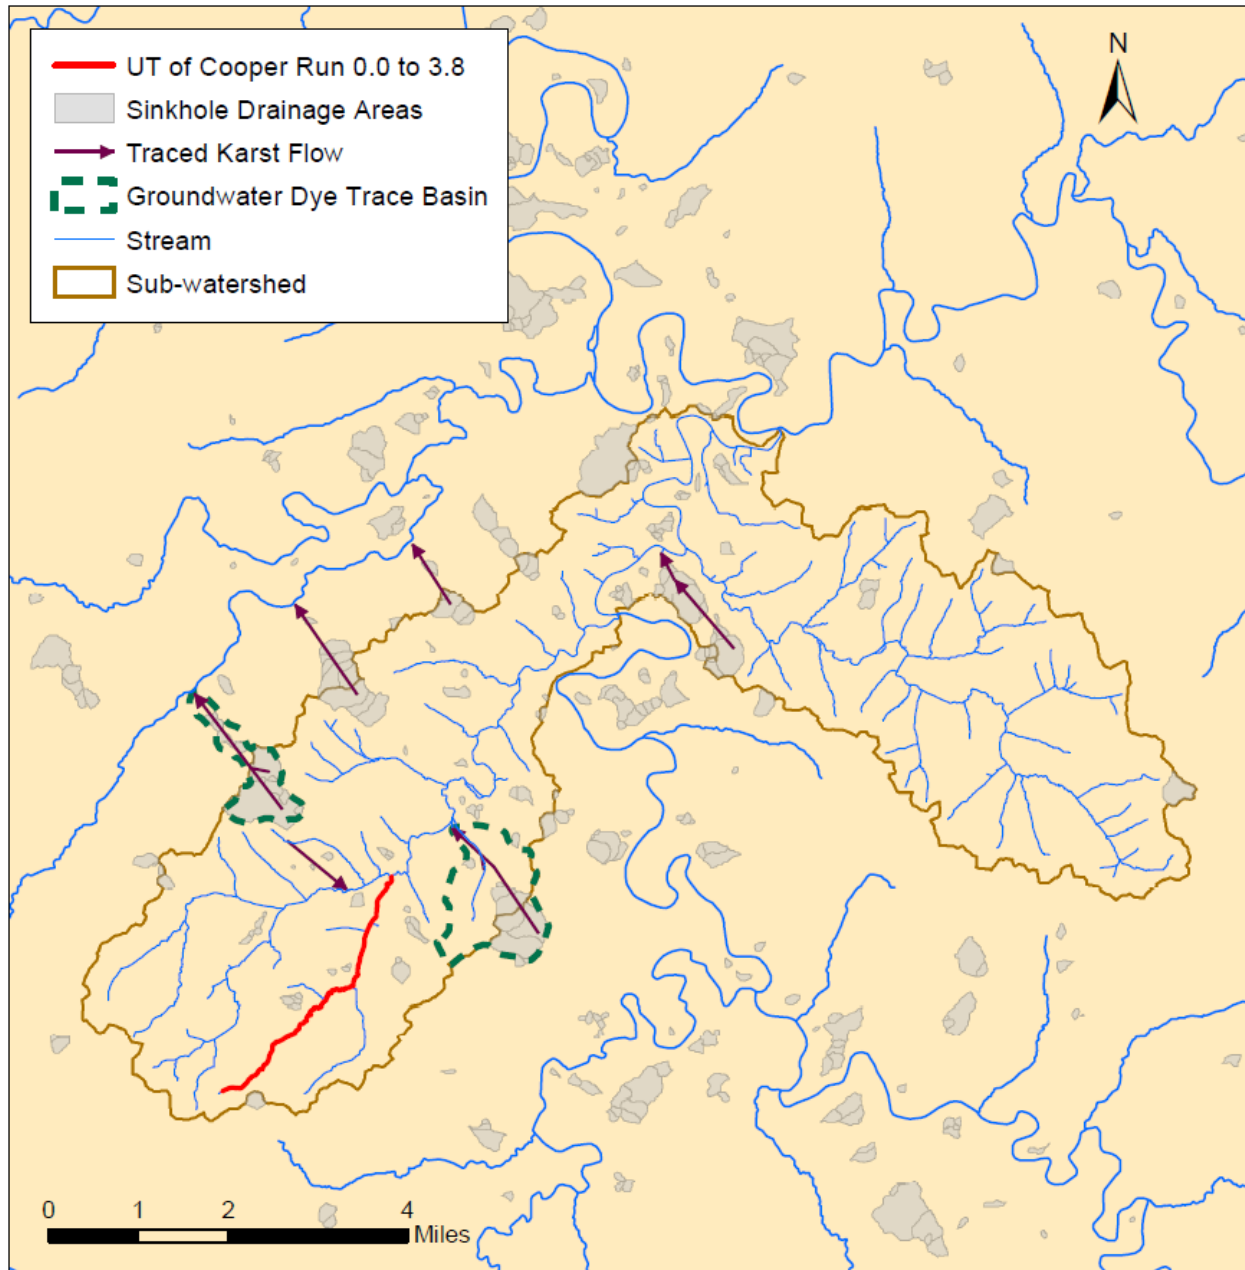 N
UT of Cooper Run 0.0 to 3.8
Sinkhole Drainage Areas
Traced Karst Flow
Groundwater Dye Trace Basin
Stream
Sub-watershed
0 1 2 4
Miles